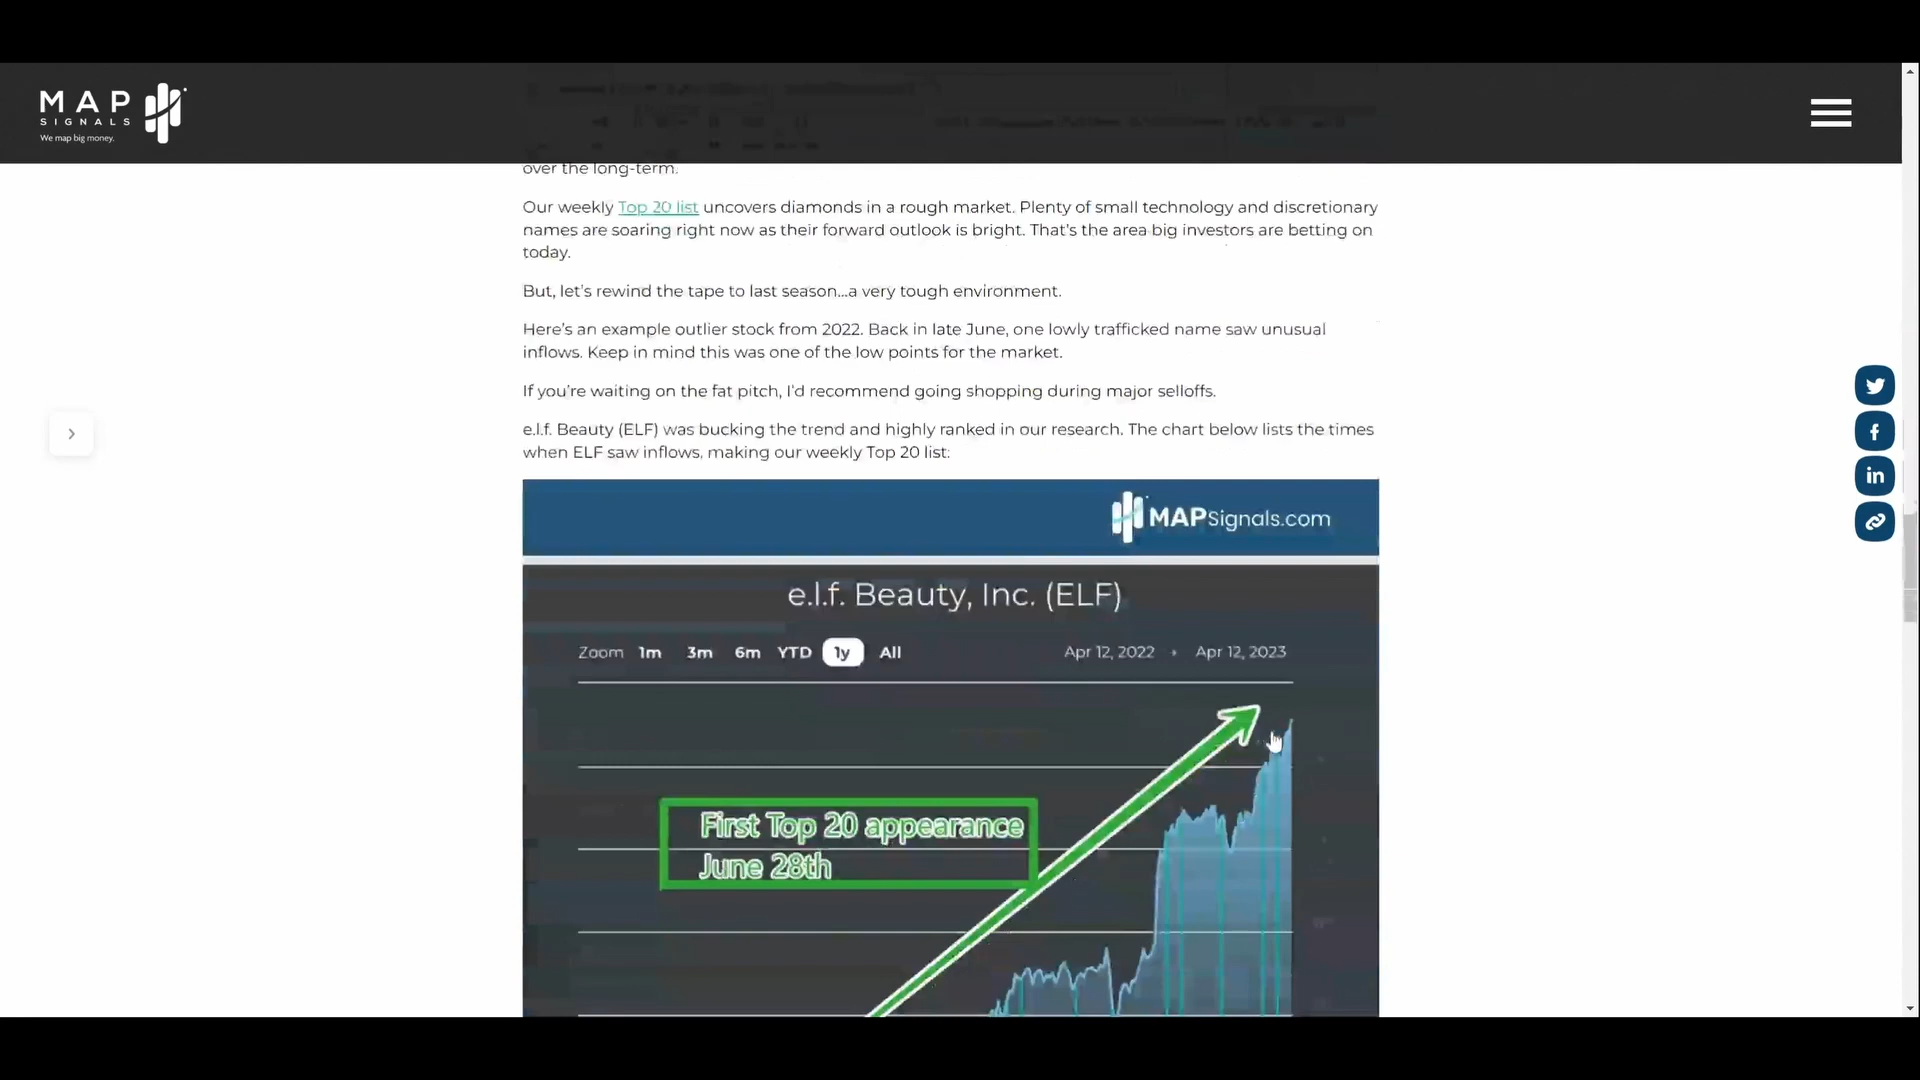 MAP
SIGNALS
We map big money.
over the long-term.
Our weekly Top 20 list uncovers diamonds in a rough market. Plenty of small technology and discretionary
names are soaring right now as their forward outlook is bright. That's the area big investors are betting on
today.
But, let's rewind the tape to last season...a very tough environment.
Here's an example outlier stock from 2022. Back in late June, one lowly trafficked name saw unusual
inflows. Keep in mind this was one of the low points for the market.
If you're waiting on the fat pitch, I'd recommend going shopping during major selloffs.
e.l.f. Beauty (ELF) was bucking the trend and highly ranked in our research. The chart below lists the times
when ELF saw inflows, making our weekly Top 20 list:
MAPSignals.com
e.l.f. Beauty, Inc. (ELF)
Zoom 1m 3m 6m YTD 1y All Apr 12, 2022 Apr 12, 2023
First Top 20 appearance
June 28th